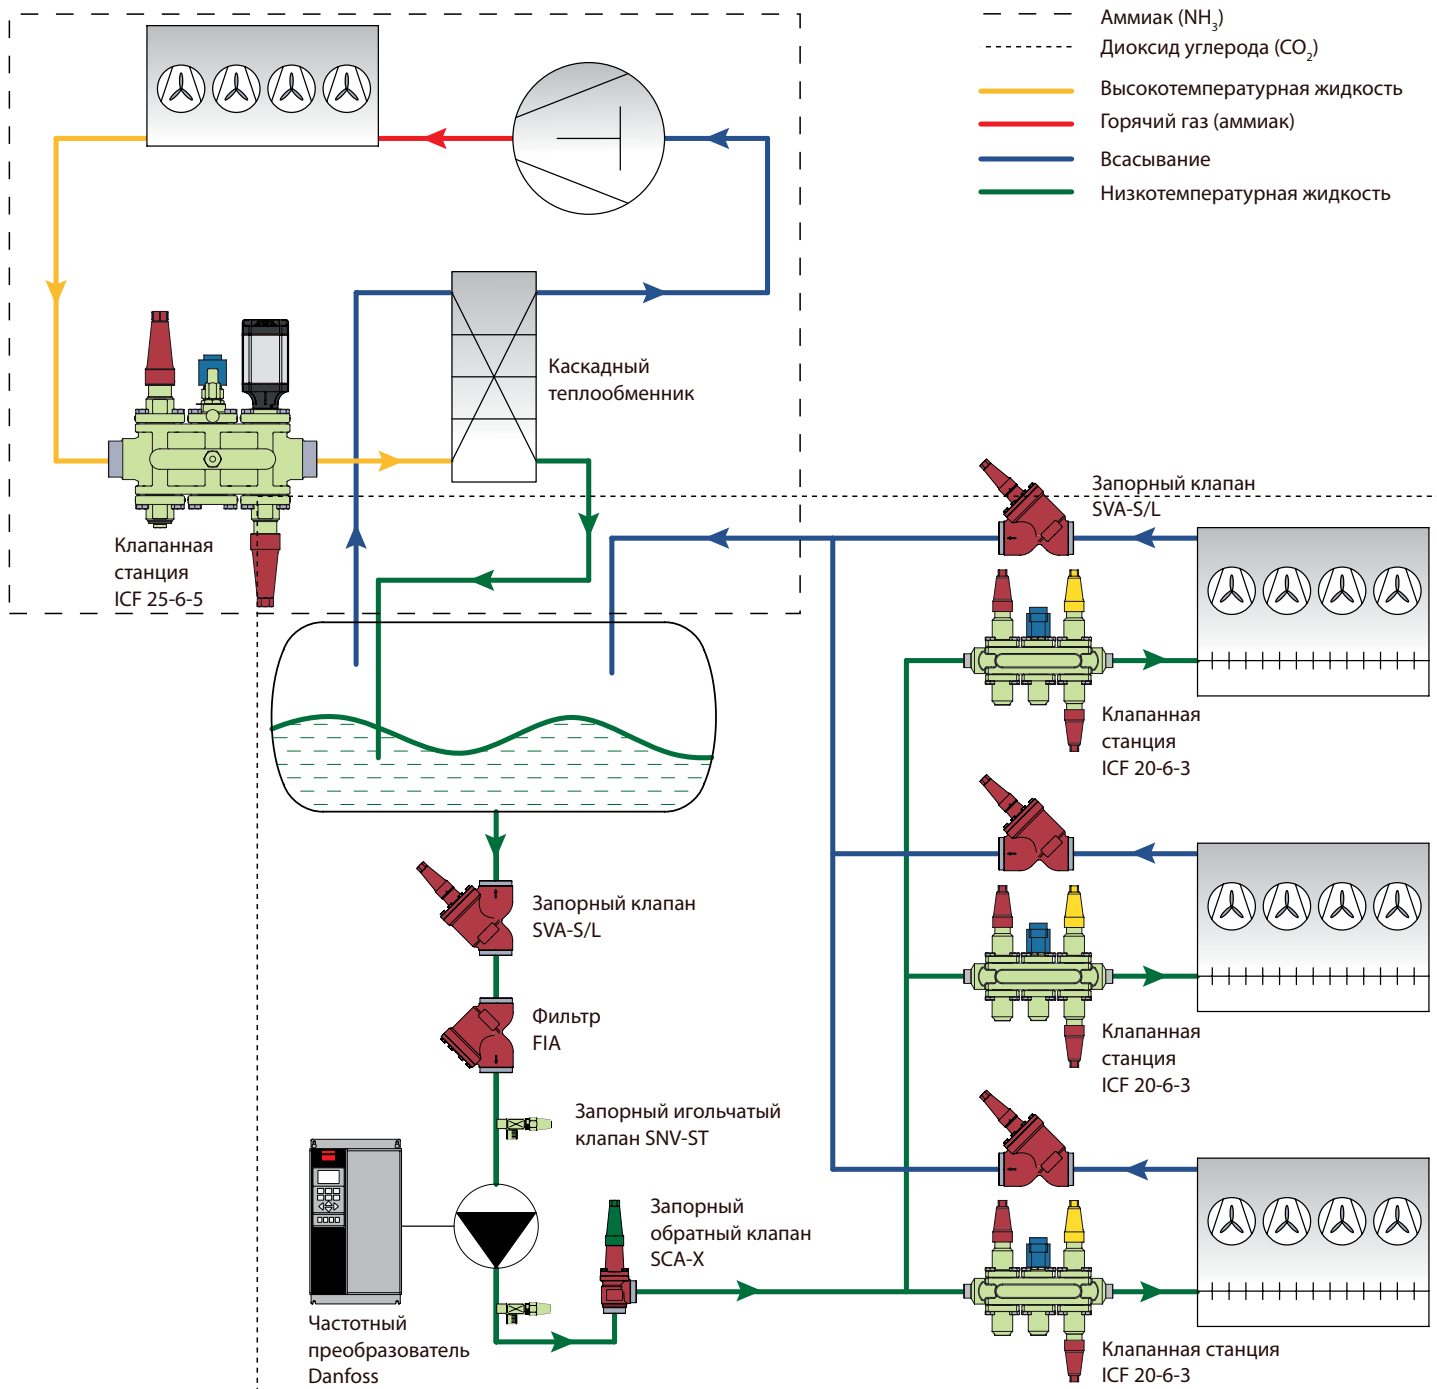 Аммиак (NH₃)
Диоксид углерода (CO₂)
Высокотемпературная жидкость
Горячий газ (аммиак)
Всасывание
Низкотемпературная жидкость
Каскадный
теплообменник
Клапанная
станция
ICF 25-6-5
Запорный клапан
SVA-S/L
Клапанная
станция
ICF 20-6-3
Запорный клапан
SVA-S/L
Фильтр
FIA
Клапанная
станция
ICF 20-6-3
Запорный игольчатый
клапан SNV-ST
Запорный
обратный клапан
SCA-X
Частотный
преобразователь
Danfoss
Клапанная станция
ICF 20-6-3